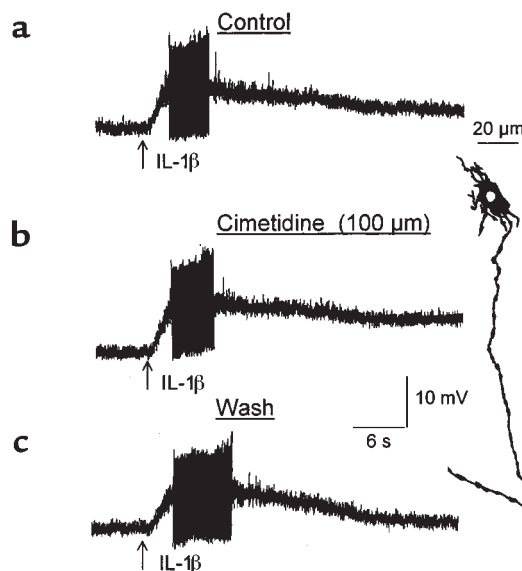 a
Control
20 µm
IL-1β
b
Cimetidine (100 µm)
IL-1β
10 mV
6 s
Wash
c
IL-1β